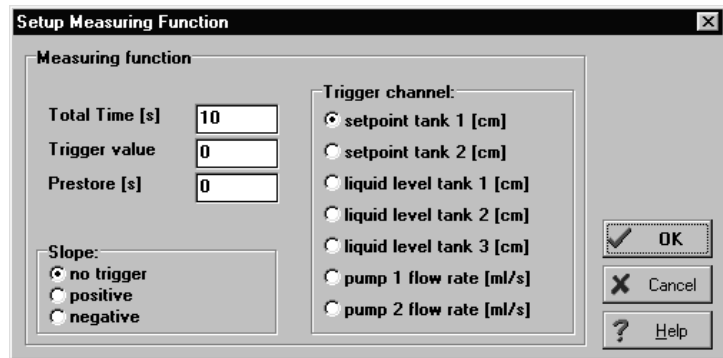 Setup Measuring Function
Measuring function
Total Time [s] 10
Trigger value 0
Prestore [s] 0
Slope:
no trigger
positive
negative
Trigger channel:
setpoint tank 1 [cm]
setpoint tank 2 [cm]
liquid level tank 1 [cm]
liquid level tank 2 [cm]
liquid level tank 3 [cm]
pump 1 flow rate [ml/s]
pump 2 flow rate [ml/s]
OK
Cancel
Help